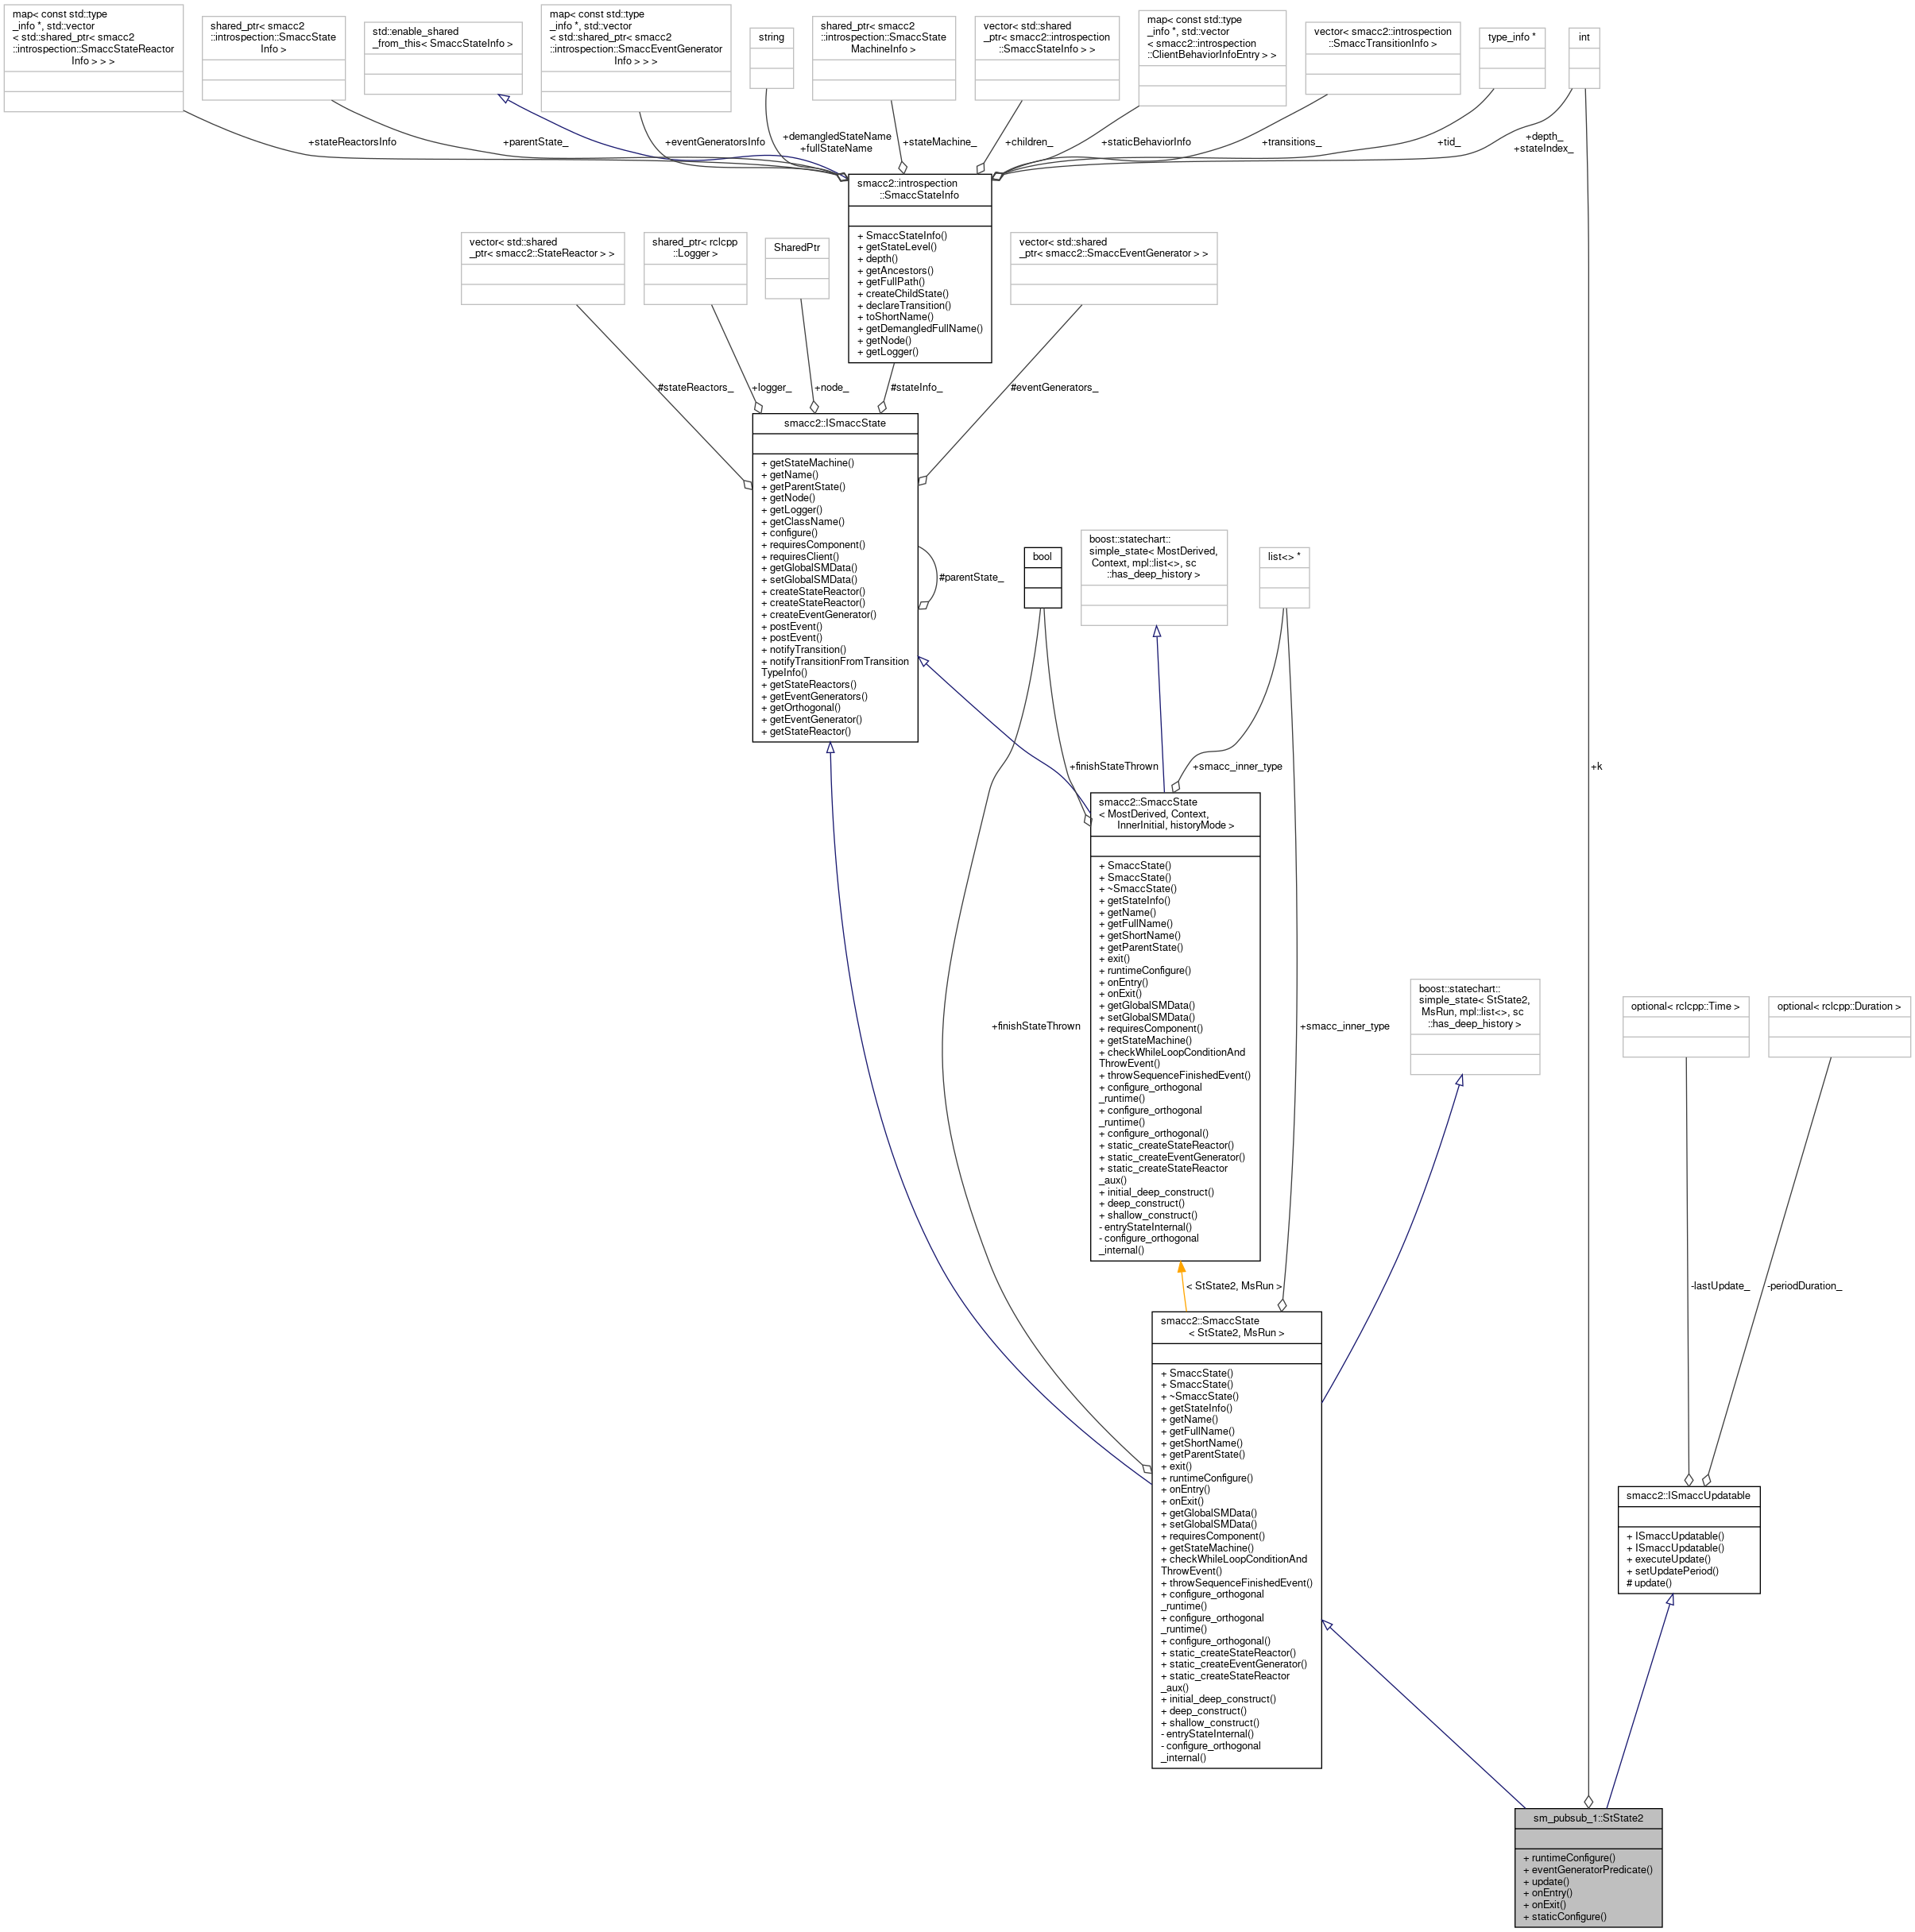 map< const std::type
_info *, std::vector
< std::shared_ptr< smacc2
::introspection::SmaccStateReactor
Info > > >
shared_ptr< smacc2
::introspection::SmaccState
Info >
std::enable_shared
_from_this< SmaccStateInfo >
map< const std::type
_info *, std::vector
< std::shared_ptr< smacc2
::introspection::SmaccEventGenerator
Info > > >
string
shared_ptr< smacc2
::introspection::SmaccState
MachineInfo >
vector< std::shared
_ptr< smacc2::introspection
::SmaccStateInfo > >
map< const std::type
_info *, std::vector
< smacc2::introspection
::ClientBehaviorInfoEntry > >
vector< smacc2::introspection
::SmaccTransitionInfo >
type_info *
int
+stateReactorsInfo
+parentState_
+eventGeneratorsInfo
+demangledStateName
+fullStateName
+stateMachine_
+children_
+staticBehaviorInfo
+transitions_
+tid_
+depth_
+stateIndex_
smacc2::introspection
::SmaccStateInfo
+ SmaccStateInfo()
+ getStateLevel()
+ depth()
+ getAncestors()
+ getFullPath()
+ createChildState()
+ declareTransition()
+ toShortName()
+ getDemangledFullName()
+ getNode()
+ getLogger()
vector< std::shared
_ptr< smacc2::StateReactor > >
shared_ptr< rclcpp
::Logger >
SharedPtr
vector< std::shared
_ptr< smacc2::SmaccEventGenerator > >
#stateReactors_
+logger_
+node_
#stateInfo_
#eventGenerators_
smacc2::ISmaccState
+ getStateMachine()
+ getName()
+ getParentState()
+ getNode()
+ getLogger()
+ getClassName()
+ configure()
+ requiresComponent()
+ requiresClient()
+ getGlobalSMData()
+ setGlobalSMData()
+ createStateReactor()
+ createStateReactor()
+ createEventGenerator()
+ postEvent()
+ postEvent()
+ notifyTransition()
+ notifyTransitionFromTransition
TypeInfo()
+ getStateReactors()
+ getEventGenerators()
+ getOrthogonal()
+ getEventGenerator()
+ getStateReactor()
#parentState_
bool
boost::statechart::
simple_state< MostDerived,
Context, mpl::list<>, sc
::has_deep_history >
list<> *
+finishStateThrown
+smacc_inner_type
+k
smacc2::SmaccState
< MostDerived, Context,
InnerInitial, historyMode >
+ SmaccState()
+ SmaccState()
+ ~SmaccState()
+ getStateInfo()
+ getName()
+ getFullName()
+ getShortName()
+ getParentState()
+ exit()
+ runtimeConfigure()
+ onEntry()
+ onExit()
+ getGlobalSMData()
+ setGlobalSMData()
+ requiresComponent()
+ getStateMachine()
+ checkWhileLoopConditionAnd
ThrowEvent()
+ throwSequenceFinishedEvent()
+ configure_orthogonal
_runtime()
+ configure_orthogonal
_runtime()
+ configure_orthogonal()
+ static_createStateReactor()
+ static_createEventGenerator()
+ static_createStateReactor
_aux()
+ initial_deep_construct()
+ deep_construct()
+ shallow_construct()
- entryStateInternal()
- configure_orthogonal
_internal()
boost::statechart::
simple_state< StState2,
MsRun, mpl::list<>, sc
::has_deep_history >
optional< rclcpp::Time >
optional< rclcpp::Duration >
+finishStateThrown
+smacc_inner_type
< StState2, MsRun >
-lastUpdate_
-periodDuration_
smacc2::SmaccState
< StState2, MsRun >
+ SmaccState()
+ SmaccState()
+ ~SmaccState()
+ getStateInfo()
+ getName()
+ getFullName()
+ getShortName()
+ getParentState()
+ exit()
+ runtimeConfigure()
+ onEntry()
+ onExit()
+ getGlobalSMData()
+ setGlobalSMData()
+ requiresComponent()
+ getStateMachine()
+ checkWhileLoopConditionAnd
ThrowEvent()
+ throwSequenceFinishedEvent()
+ configure_orthogonal
_runtime()
+ configure_orthogonal
_runtime()
+ configure_orthogonal()
+ static_createStateReactor()
+ static_createEventGenerator()
+ static_createStateReactor
_aux()
+ initial_deep_construct()
+ deep_construct()
+ shallow_construct()
- entryStateInternal()
- configure_orthogonal
_internal()
smacc2::ISmaccUpdatable
+ ISmaccUpdatable()
+ ISmaccUpdatable()
+ executeUpdate()
+ setUpdatePeriod()
# update()
sm_pubsub_1::StState2
+ runtimeConfigure()
+ eventGeneratorPredicate()
+ update()
+ onEntry()
+ onExit()
+ staticConfigure()